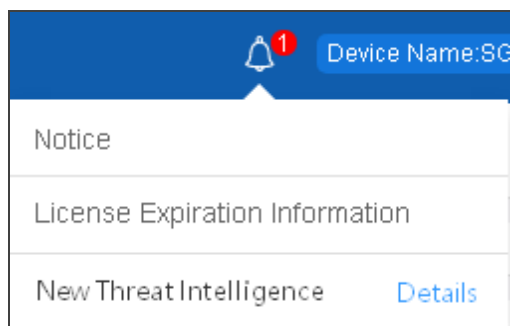 1 Device Name:SG
Notice
License Expiration Information
New Threat Intelligence Details